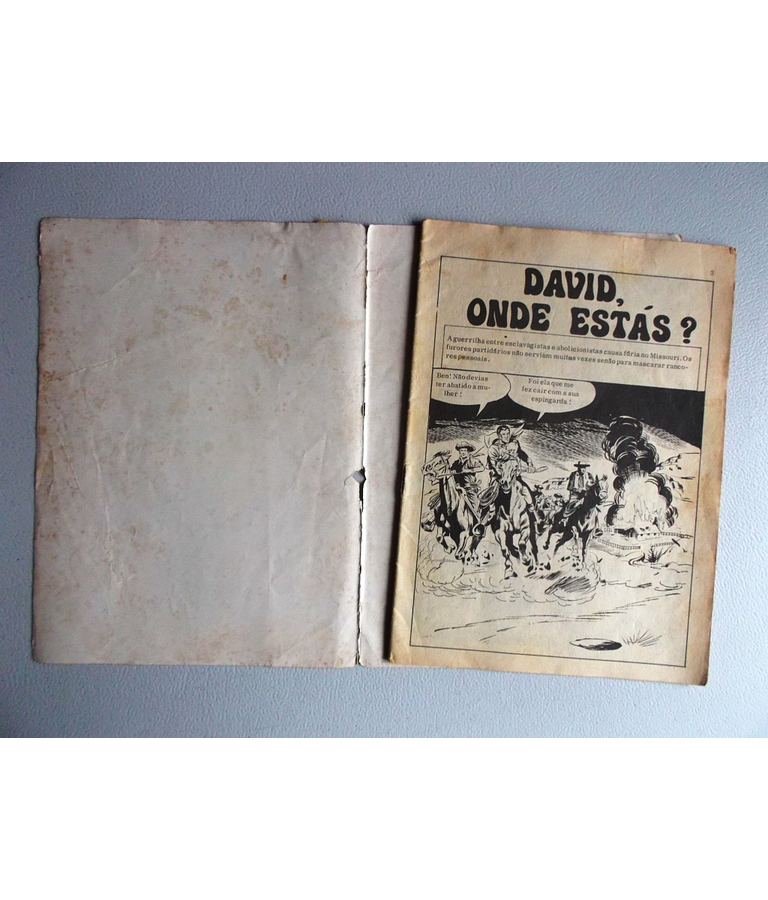 3
DAVID,
ONDE ESTÁS ?
A guerrilha entre esclavagistas e abolicionistas causa fúria no Missouri. Os
furores partidários não serviam muitas vezes senão para mascarar ranco-
res pessoais.
Ben! Não devias
ter abatido a mu-
lher !
Foi ela que me
fez cair com a sua
espingarda !